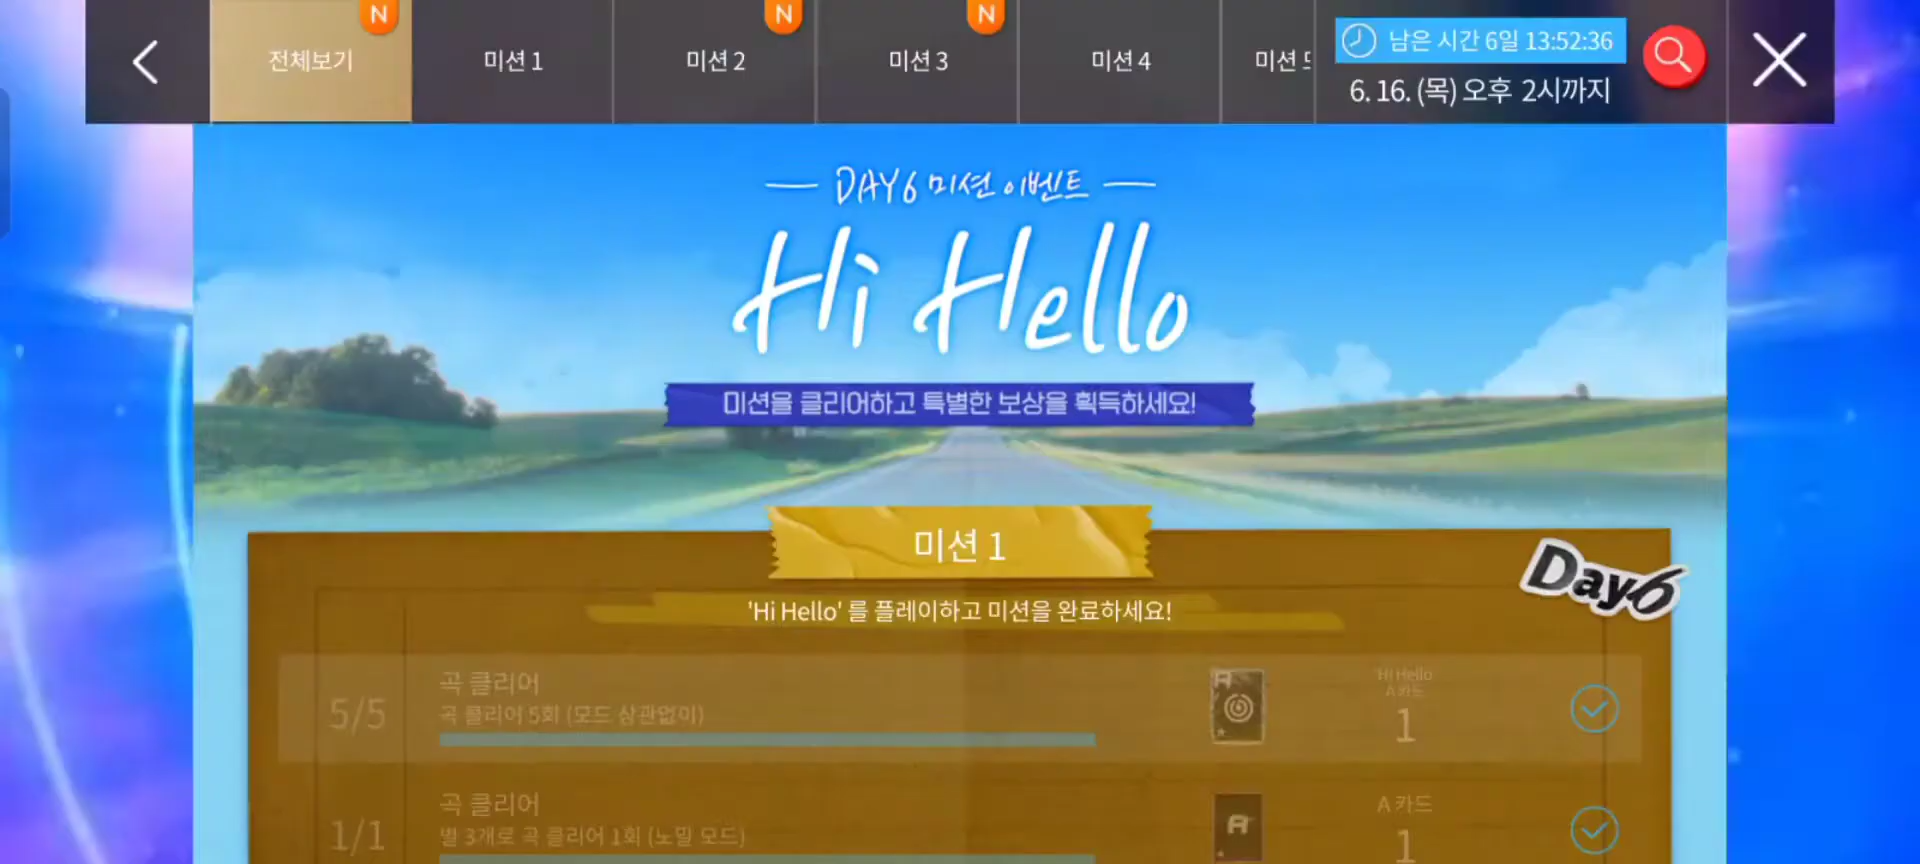 전체보기
N
미션 1
미션 2
N
미션 3
N
미션 4
미션
남은 시간 6일 13:52:36
6. 16. (목) 오후 2시까지
DAY6 미션 이벤트
Hi Hello
미션을 클리어하고 특별한 보상을 획득하세요!
미션 1
Day6
'Hi Hello' 를 플레이하고 미션을 완료하세요!
5/5
곡 클리어
곡 클리어 5회 (모드 상관없이)
R
Hi Hello
A 카드
1
1/1
곡 클리어
별 3개로 곡 클리어 1회 (노멀 모드)
R
A 카드
1